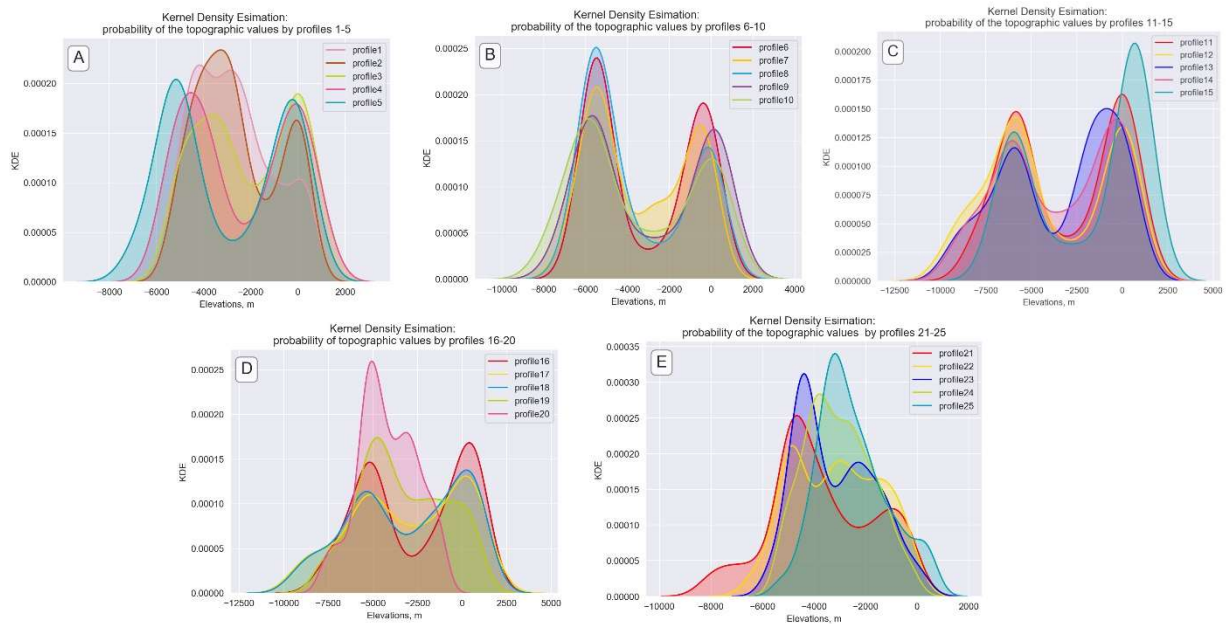 Kernel Density Esimation:
probability of the topographic values by profiles 1-5
A
profile1
profile2
profile3
profile4
profile5
KDE
0.00020
0.00015
0.00010
0.00005
0.00000
−8000 −6000 −4000 −2000 0 2000
Elevations, m
Kernel Density Esimation:
probability of the topographic values by profiles 6-10
B
profile6
profile7
profile8
profile9
profile10
KDE
0.00025
0.00020
0.00015
0.00010
0.00005
0.00000
−10000 −8000 −6000 −4000 −2000 0 2000 4000
Elevations, m
Kernel Density Esimation:
probability of the topographic values by profiles 11-15
C
profile11
profile12
profile13
profile14
profile15
KDE
0.000200
0.000175
0.000150
0.000125
0.000100
0.000075
0.000050
0.000025
0.000000
−12500 −10000 −7500 −5000 −2500 0 2500 5000
Elevations, m
Kernel Density Esimation:
probability of topographic values by profiles 16-20
D
profile16
profile17
profile18
profile19
profile20
KDE
0.00025
0.00020
0.00015
0.00010
0.00005
0.00000
−12500 −10000 −7500 −5000 −2500 0 2500 5000
Elevations, m
Kernel Density Esimation:
probability of the topographic values by profiles 21-25
E
profile21
profile22
profile23
profile24
profile25
KDE
0.00035
0.00030
0.00025
0.00020
0.00015
0.00010
0.00005
0.00000
−10000 −8000 −6000 −4000 −2000 0 2000
Elevations, m